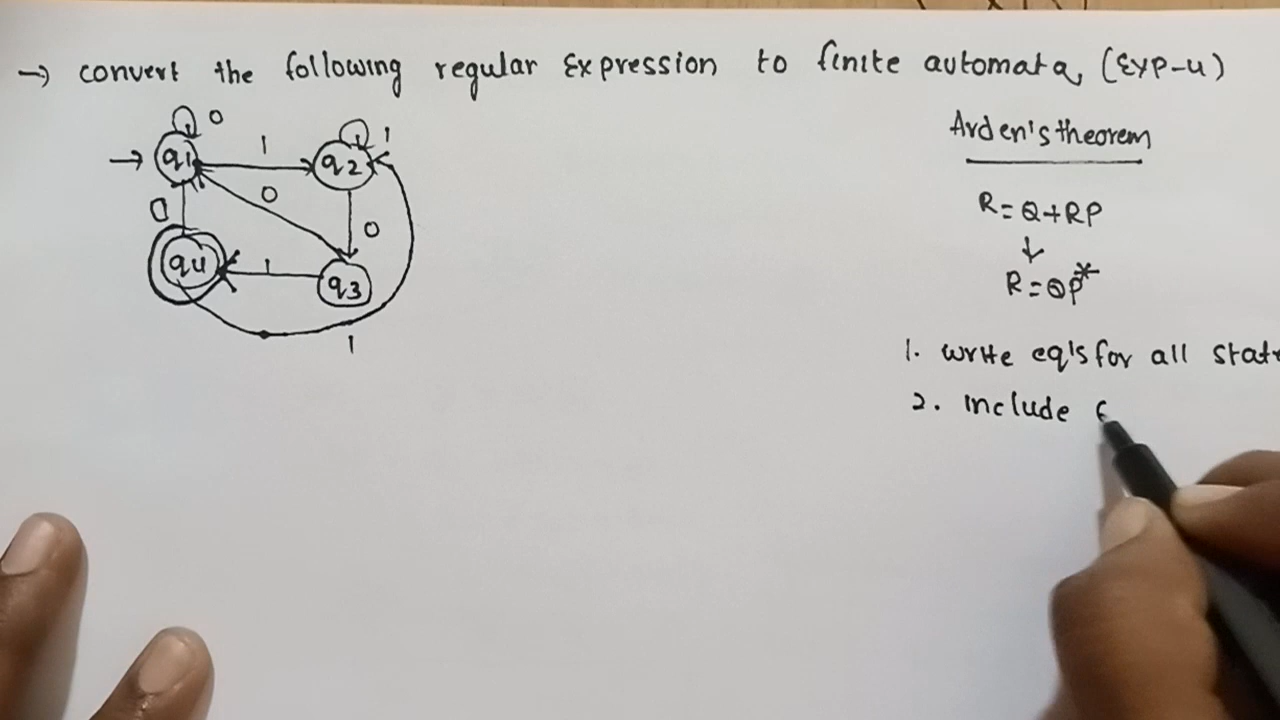 → convert the following regular Expression to finite automata, (Exp-4)
Arden's theorem
R = Q + RP
↓
R = QP*
1. write eq's for all stat
2. include
0
1
1
→ q1
q2
0
0
0
q4
1
q3
1